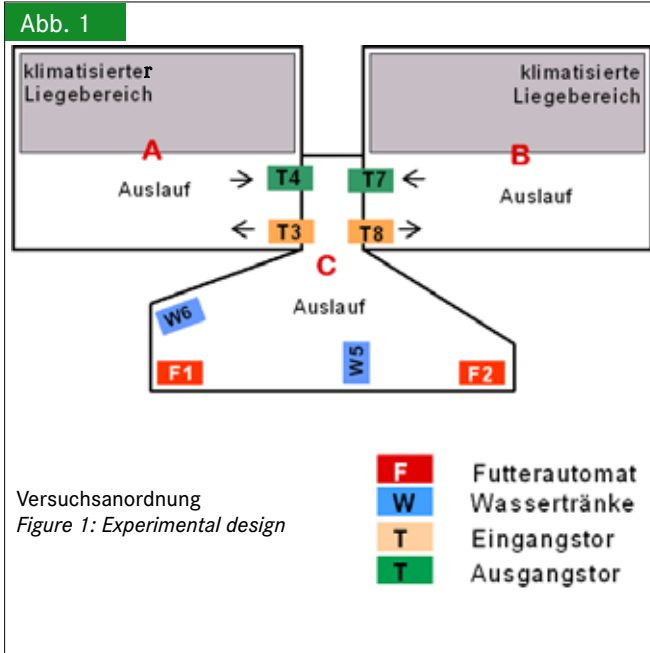 Abb. 1
klimatisierter
Liegebereich
klimatisierte
Liegebereich
A
B
Auslauf
→
T4
T7
←
Auslauf
←
T3
T8
→
C
Auslauf
W6
W5
F1
F2
Versuchsanordnung
Figure 1: Experimental design
F Futterautomat
W Wassertränke
T Eingangstor
T Ausgangstor